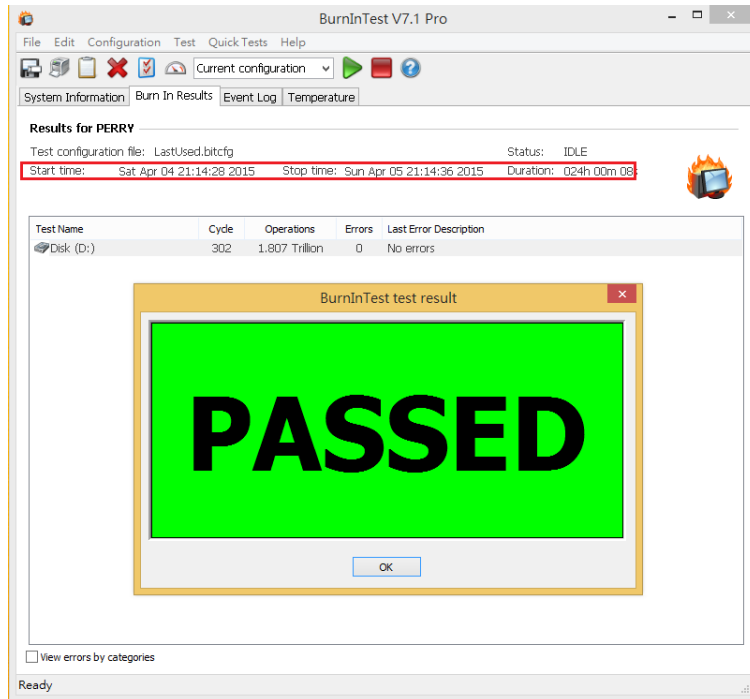 BurnInTest V7.1 Pro
File Edit Configuration Test Quick Tests Help
Current configuration
System Information Burn In Results Event Log Temperature
Results for PERRY
Test configuration file: LastUsed.bitcfg Status: IDLE
Start time: Sat Apr 04 21:14:28 2015 Stop time: Sun Apr 05 21:14:36 2015 Duration: 024h 00m 08s
Test Name Cycle Operations Errors Last Error Description
Disk (D:) 302 1.807 Trillion 0 No errors
BurnInTest test result
PASSED
OK
View errors by categories
Ready